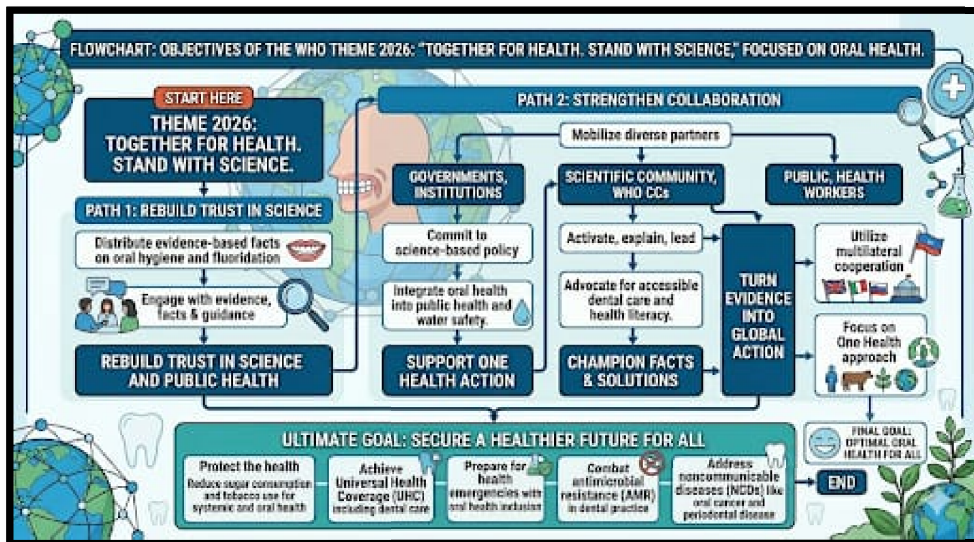 FLOWCHART: OBJECTIVES OF THE WHO THEME 2026: "TOGETHER FOR HEALTH. STAND WITH SCIENCE," FOCUSED ON ORAL HEALTH.
START HERE
THEME 2026:
TOGETHER FOR HEALTH.
STAND WITH SCIENCE.
PATH 1: REBUILD TRUST IN SCIENCE
Distribute evidence-based facts
on oral hygiene and fluoridation
Engage with evidence,
facts & guidance
REBUILD TRUST IN SCIENCE
AND PUBLIC HEALTH
PATH 2: STRENGTHEN COLLABORATION
Mobilize diverse partners
GOVERNMENTS,
INSTITUTIONS
Commit to
science-based policy
Integrate oral health
into public health and
water safety.
SUPPORT ONE
HEALTH ACTION
SCIENTIFIC COMMUNITY,
WHO CCs
Activate, explain, lead
Advocate for accessible
dental care and
health literacy.
CHAMPION FACTS
& SOLUTIONS
PUBLIC, HEALTH
WORKERS
TURN
EVIDENCE
INTO
GLOBAL
ACTION
Utilize
multilateral
cooperation
Focus on
One Health
approach
FINAL GOAL:
OPTIMAL ORAL
HEALTH FOR ALL
END
ULTIMATE GOAL: SECURE A HEALTHIER FUTURE FOR ALL
Protect the health
Reduce sugar consumption
and tobacco use for
systemic and oral health
Achieve
Universal Health
Coverage (UHC)
including dental care
Prepare for
health
emergencies with
oral health inclusion
Combat
antimicrobial
resistance (AMR)
in dental practice
Address
noncommunicable
diseases (NCDs) like
oral cancer and
periodontal disease